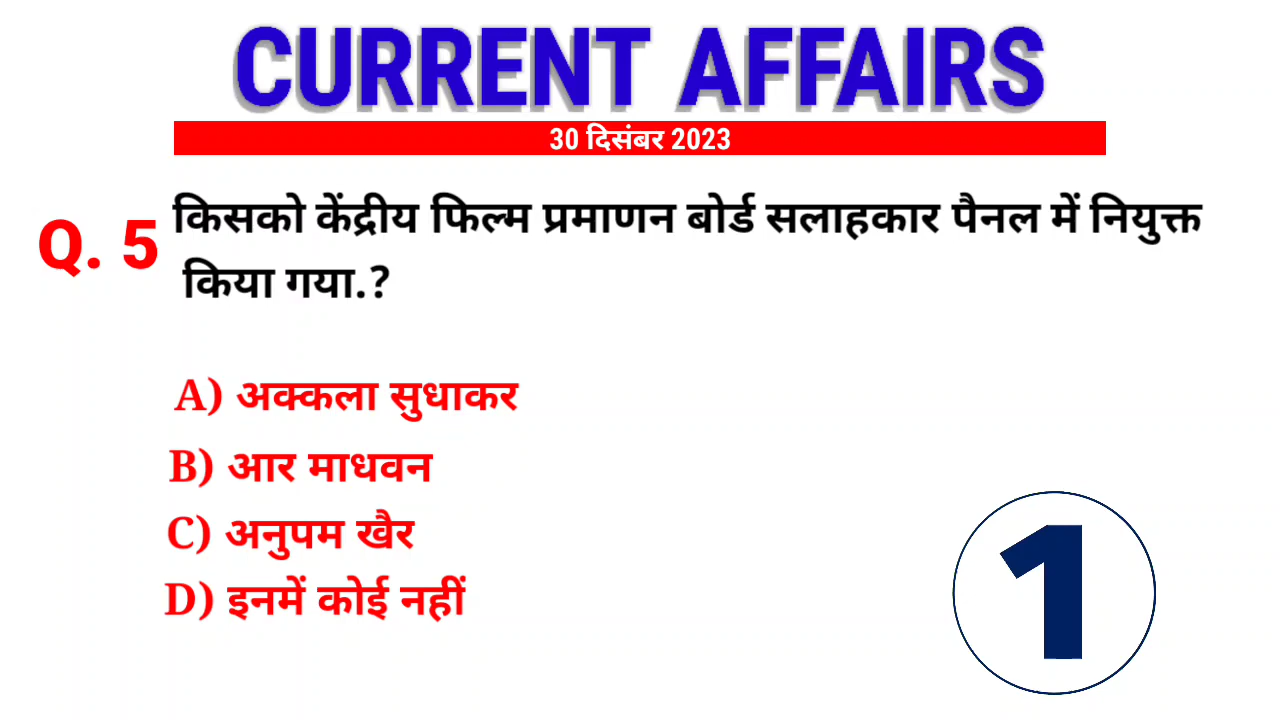 CURRENT AFFAIRS
30 दिसंबर 2023
Q. 5 किसको केंद्रीय फिल्म प्रमाणन बोर्ड सलाहकार पैनल में नियुक्त
किया गया.?
A) अक्कला सुधाकर
B) आर माधवन
C) अनुपम खैर
D) इनमें कोई नहीं
1